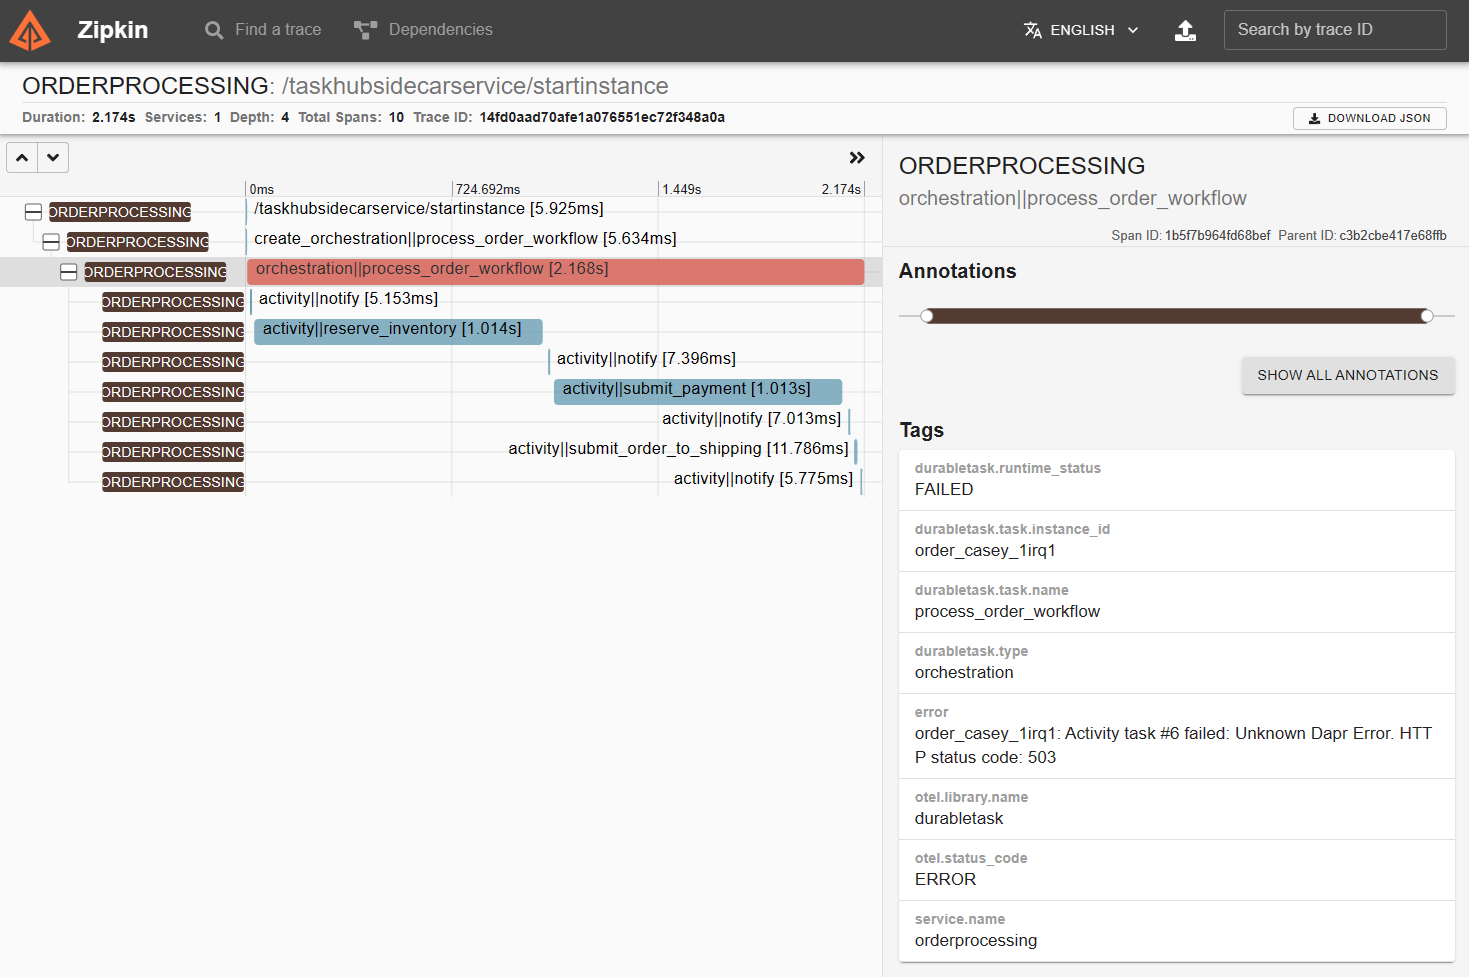 Zipkin
Find a trace
Dependencies
ENGLISH
Search by trace ID
ORDERPROCESSING: /taskhubsidecarservice/startinstance
Duration: 2.174s Services: 1 Depth: 4 Total Spans: 10 Trace ID: 14fd0aad70afe1a076551ec72f348a0a
DOWNLOAD JSON
0ms 724.692ms 1.449s 2.174s
ORDERPROCESSING /taskhubsidecarservice/startinstance [5.925ms]
ORDERPROCESSING create_orchestration||process_order_workflow [5.634ms]
ORDERPROCESSING orchestration||process_order_workflow [2.168s]
ORDERPROCESSING activity||notify [5.153ms]
ORDERPROCESSING activity||reserve_inventory [1.014s]
ORDERPROCESSING activity||notify [7.396ms]
ORDERPROCESSING activity||submit_payment [1.013s]
ORDERPROCESSING activity||notify [7.013ms]
ORDERPROCESSING activity||submit_order_to_shipping [11.786ms]
ORDERPROCESSING activity||notify [5.775ms]
ORDERPROCESSING
orchestration||process_order_workflow
Span ID: 1b5f7b964fd68bef Parent ID: c3b2cbe417e68ffb
Annotations
SHOW ALL ANNOTATIONS
Tags
durabletask.runtime_status
FAILED
durabletask.task.instance_id
order_casey_1irq1
durabletask.task.name
process_order_workflow
durabletask.type
orchestration
error
order_casey_1irq1: Activity task #6 failed: Unknown Dapr Error. HTT
P status code: 503
otel.library.name
durabletask
otel.status_code
ERROR
service.name
orderprocessing